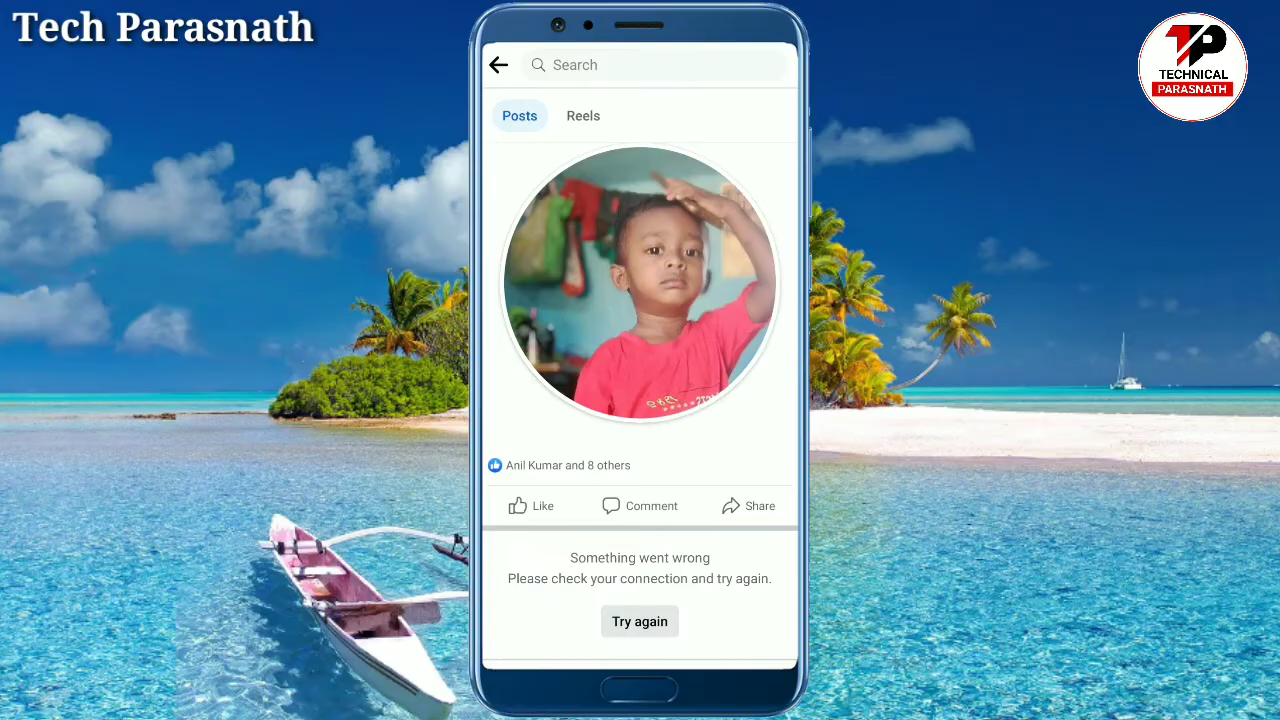 Tech Parasnath
TP
TECHNICAL
PARASNATH
Search
Posts Reels
Anil Kumar and 8 others
Like Comment Share
Something went wrong
Please check your connection and try again.
Try again